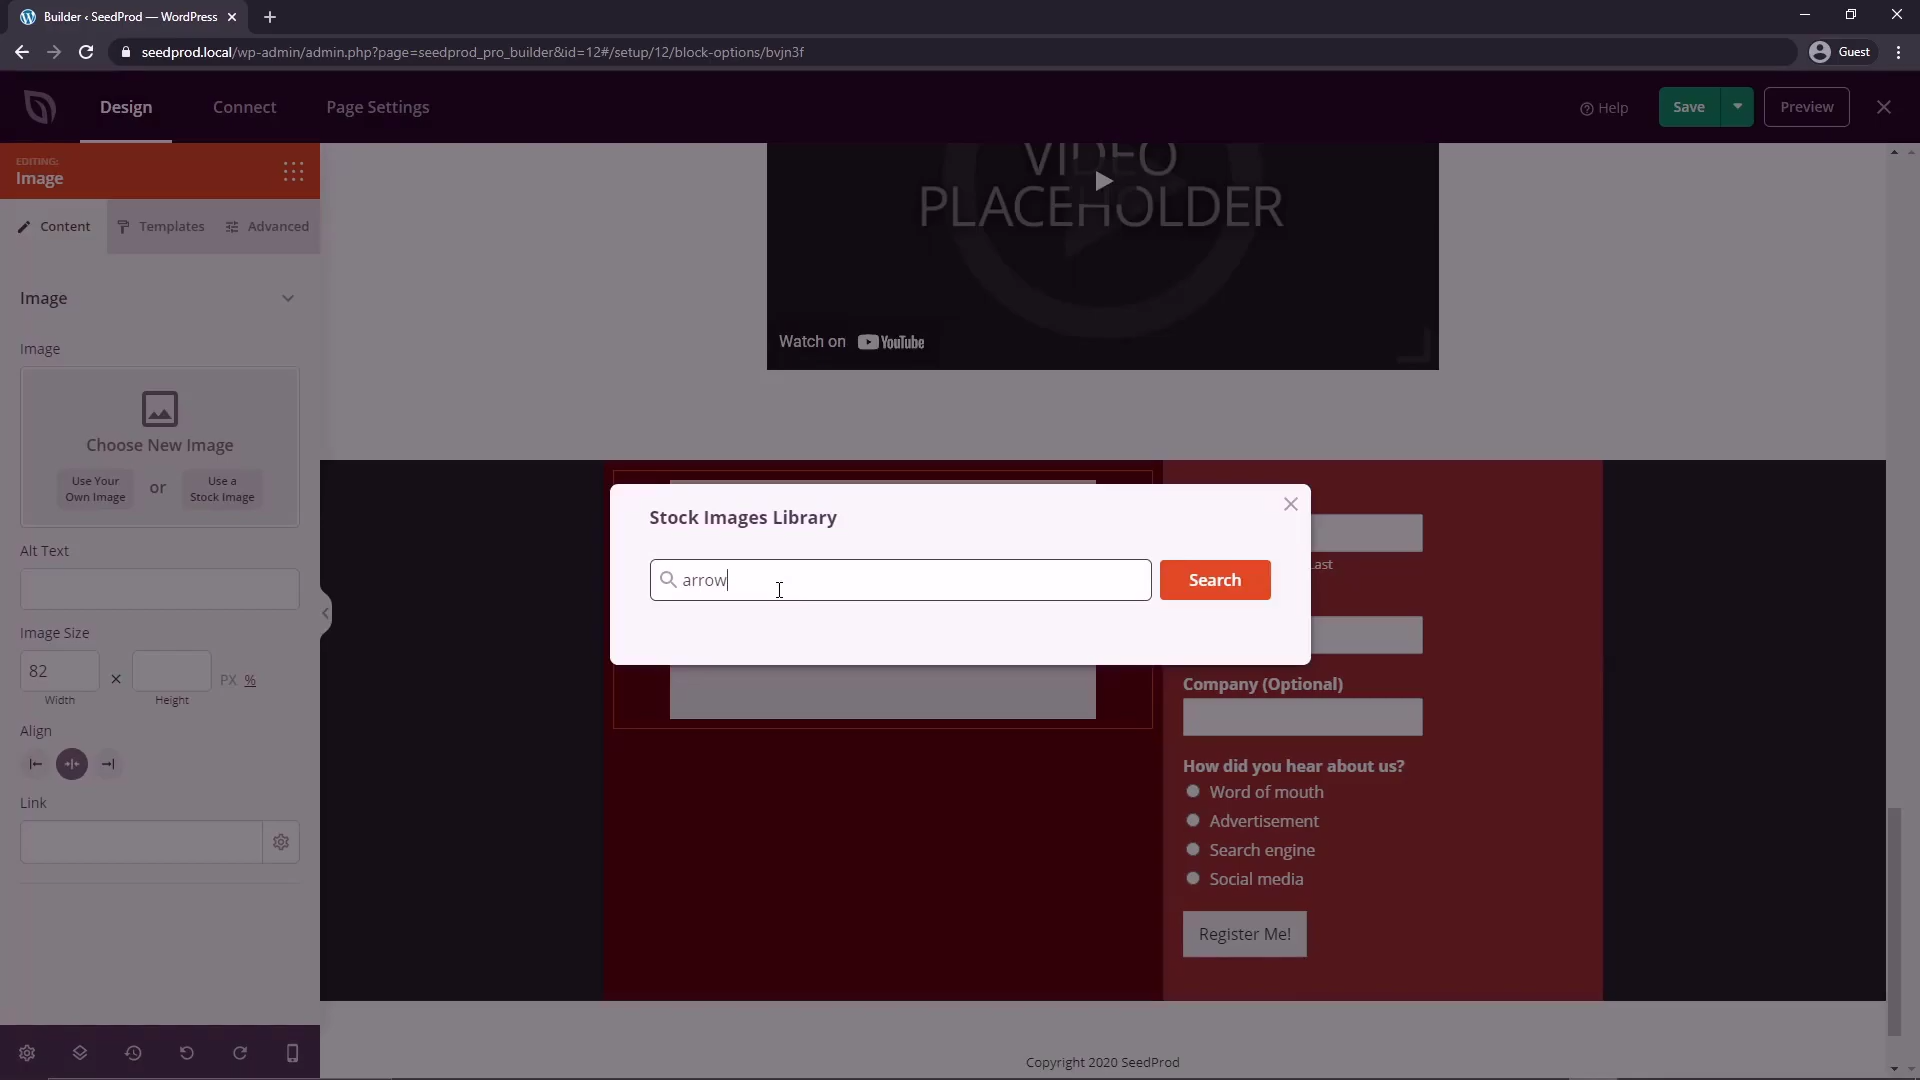 Builder ‹ SeedProd — WordPress
seedprod.local/wp-admin/admin.php?page=seedprod_pro_builder&id=12#/setup/12/block-options/bvjn3f
Guest
Design
Connect
Page Settings
Help
Save
Preview
EDITING:
Image
Content
Templates
Advanced
Image
Image
Choose New Image
Use Your
Own Image
or
Use a
Stock Image
Alt Text
Image Size
82
×
PX
%
Width
Height
Align
Link
VIDEO
PLACEHOLDER
Watch on YouTube
Stock Images Library
arrow
Search
Last
Company (Optional)
How did you hear about us?
Word of mouth
Advertisement
Search engine
Social media
Register Me!
Copyright 2020 SeedProd